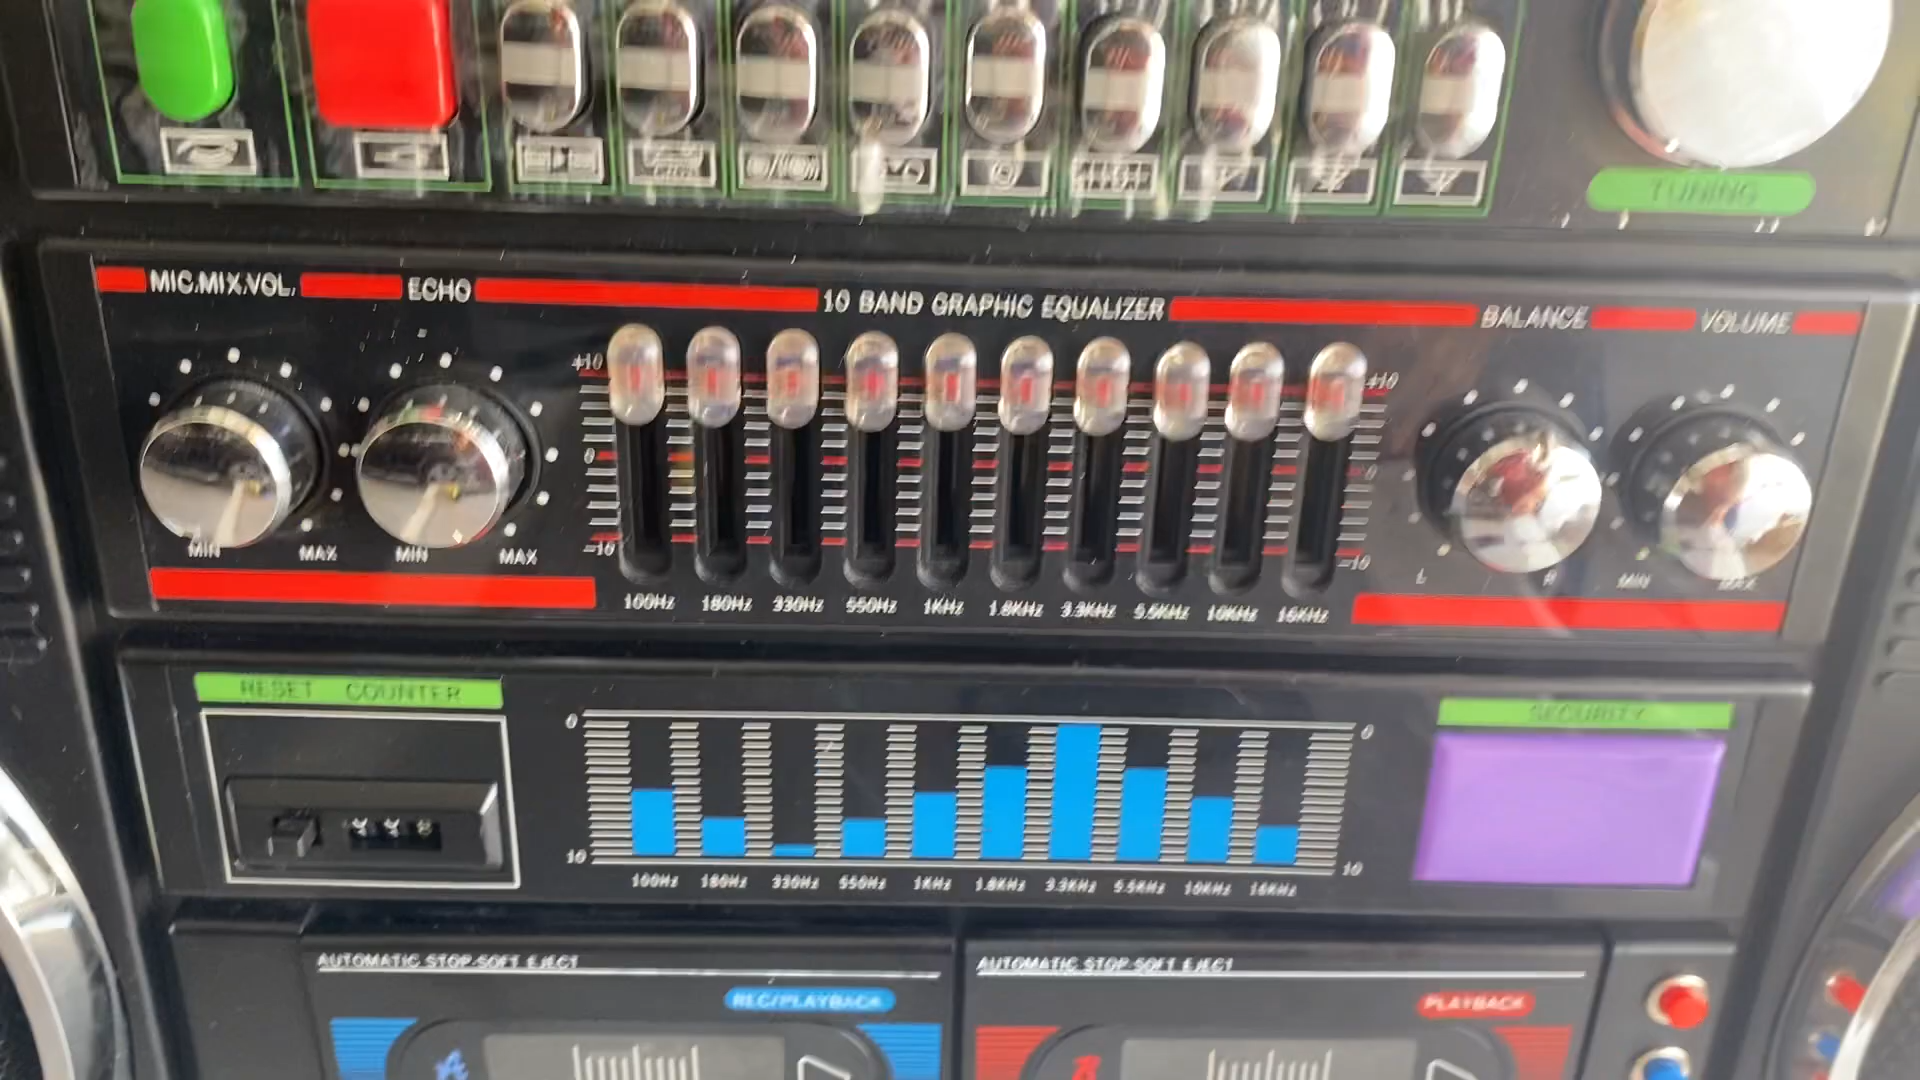 TUNING
MIC.MIX.VOL. ECHO 10 BAND GRAPHIC EQUALIZER BALANCE VOLUME
+10 +10
0 0
-10 -10
MIN MAX MIN MAX L R MIN MAX
100Hz 180Hz 330Hz 550Hz 1KHz 1.8KHz 3.3KHz 5.5KHz 10KHz 16KHz
RESET COUNTER SECURITY
0 0
10 10
100Hz 180Hz 330Hz 550Hz 1KHz 1.8KHz 3.3KHz 5.5KHz 10KHz 16KHz
AUTOMATIC STOP-SOFT EJECT AUTOMATIC STOP-SOFT EJECT
REC/PLAYBACK PLAYBACK
A